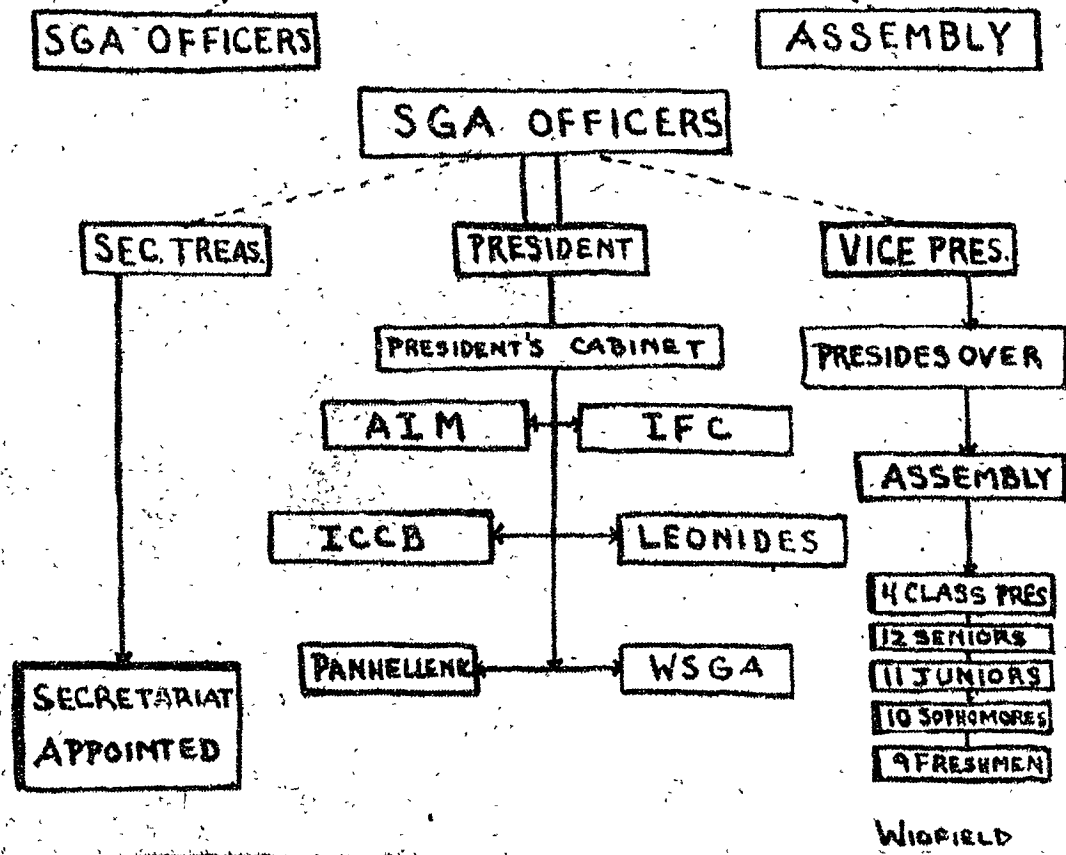 SGA OFFICERS
ASSEMBLY
SGA OFFICERS
SEC. TREAS.
PRESIDENT
VICE PRES.
PRESIDENT'S CABINET
PRESIDES OVER
AIM
IFC
ASSEMBLY
ICCB
LEONIDES
4 CLASS PRES
12 SENIORS
PANHELLENIC
WSGA
11 JUNIORS
SECRETARIAT
APPOINTED
10 SOPHOMORES
9 FRESHMEN
WIDFIELD